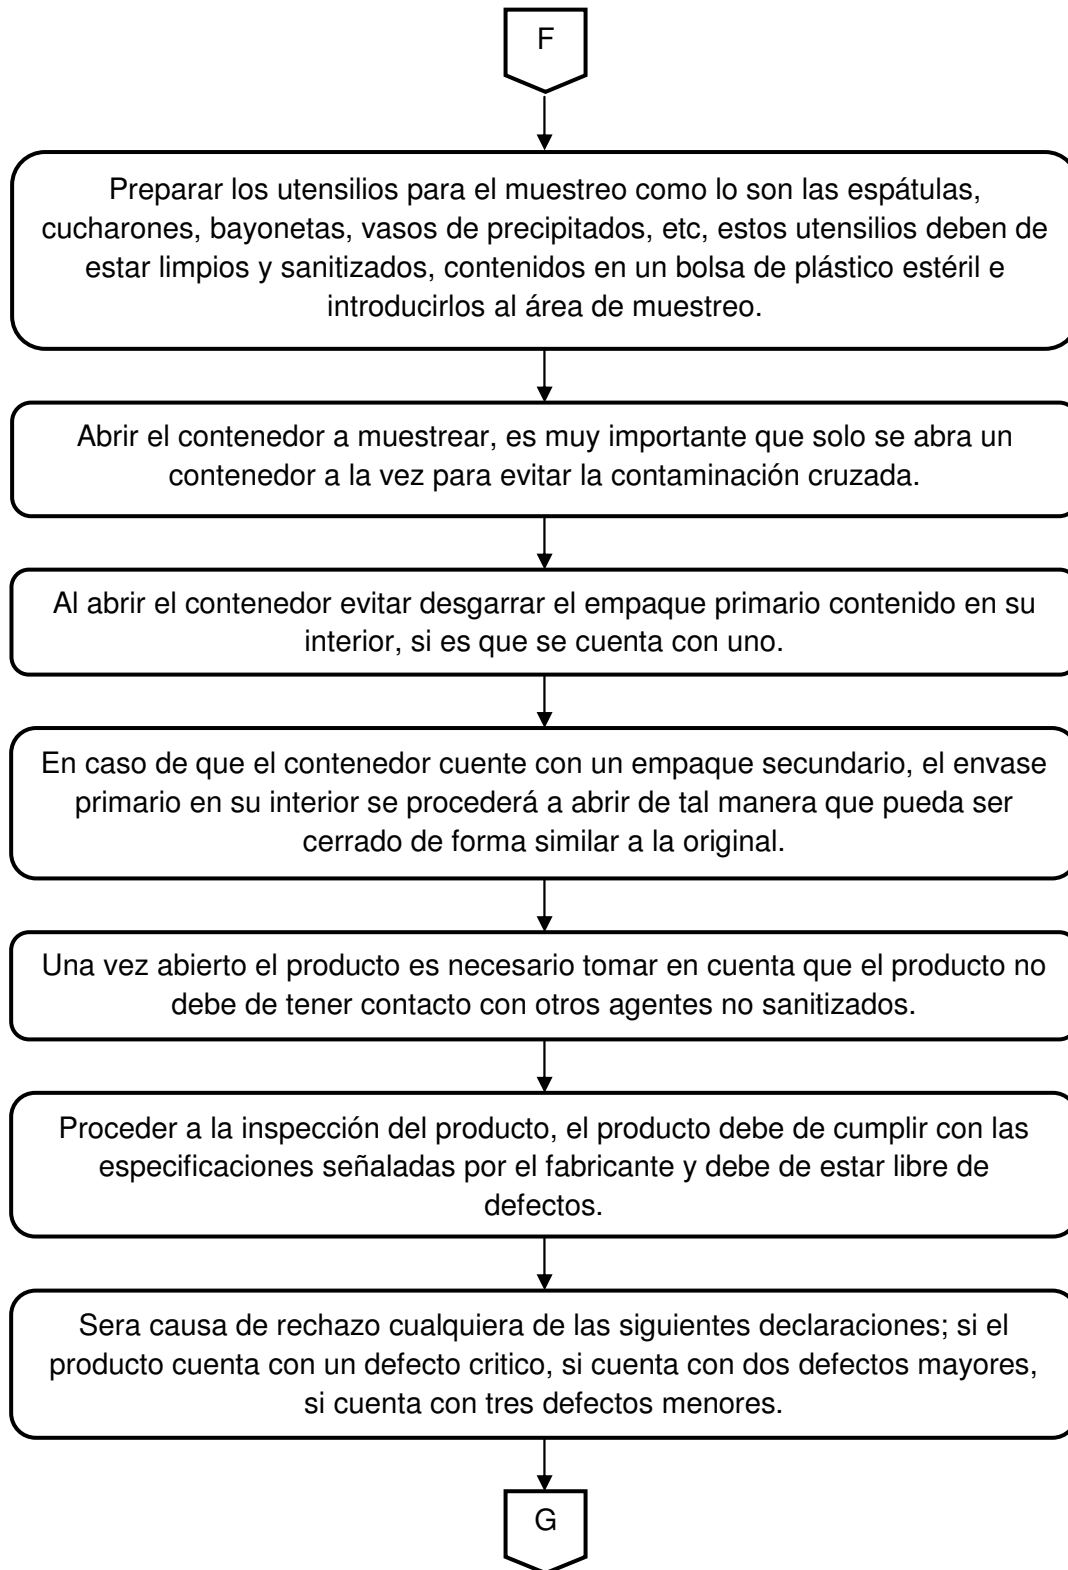 F
Preparar los utensilios para el muestreo como lo son las espátulas,
cucharones, bayonetas, vasos de precipitados, etc, estos utensilios deben de
estar limpios y sanitizados, contenidos en un bolsa de plástico estéril e
introducirlos al área de muestreo.
Abrir el contenedor a muestrear, es muy importante que solo se abra un
contenedor a la vez para evitar la contaminación cruzada.
Al abrir el contenedor evitar desgarrar el empaque primario contenido en su
interior, si es que se cuenta con uno.
En caso de que el contenedor cuente con un empaque secundario, el envase
primario en su interior se procederá a abrir de tal manera que pueda ser
cerrado de forma similar a la original.
Una vez abierto el producto es necesario tomar en cuenta que el producto no
debe de tener contacto con otros agentes no sanitizados.
Proceder a la inspección del producto, el producto debe de cumplir con las
especificaciones señaladas por el fabricante y debe de estar libre de
defectos.
Sera causa de rechazo cualquiera de las siguientes declaraciones; si el
producto cuenta con un defecto critico, si cuenta con dos defectos mayores,
si cuenta con tres defectos menores.
G